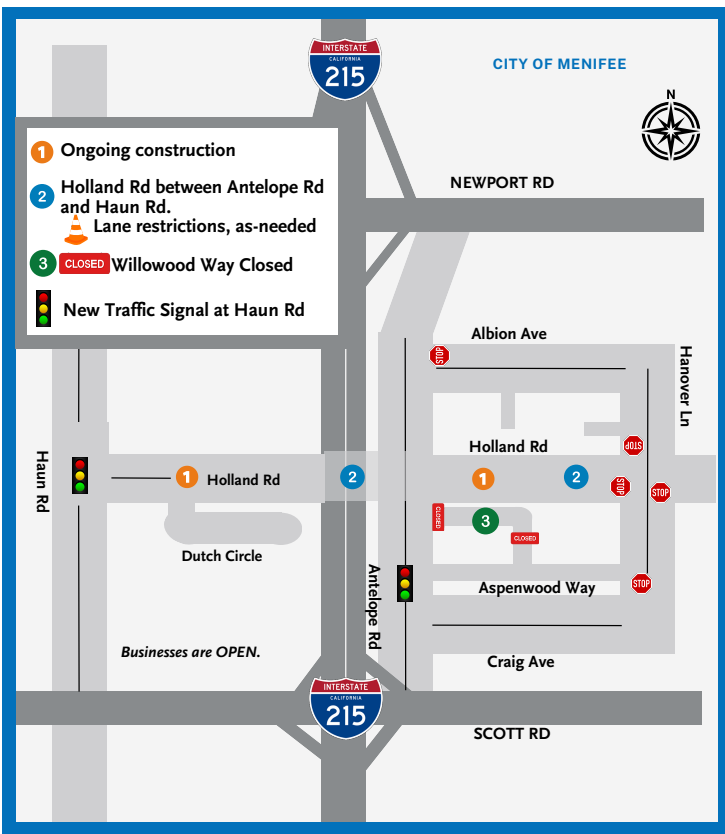 INTERSTATE
CALIFORNIA
215
CITY OF MENIFEE
N
1 Ongoing construction
2 Holland Rd between Antelope Rd
and Haun Rd.
Lane restrictions, as-needed
3 CLOSED Willowood Way Closed
New Traffic Signal at Haun Rd
NEWPORT RD
Albion Ave
STOP
Hanover Ln
Holland Rd
STOP
Haun Rd
1 Holland Rd
2
1
2
STOP
STOP
CLOSED
3
CLOSED
Dutch Circle
Antelope Rd
Aspenwood Way
STOP
Businesses are OPEN.
Craig Ave
INTERSTATE
CALIFORNIA
215
SCOTT RD